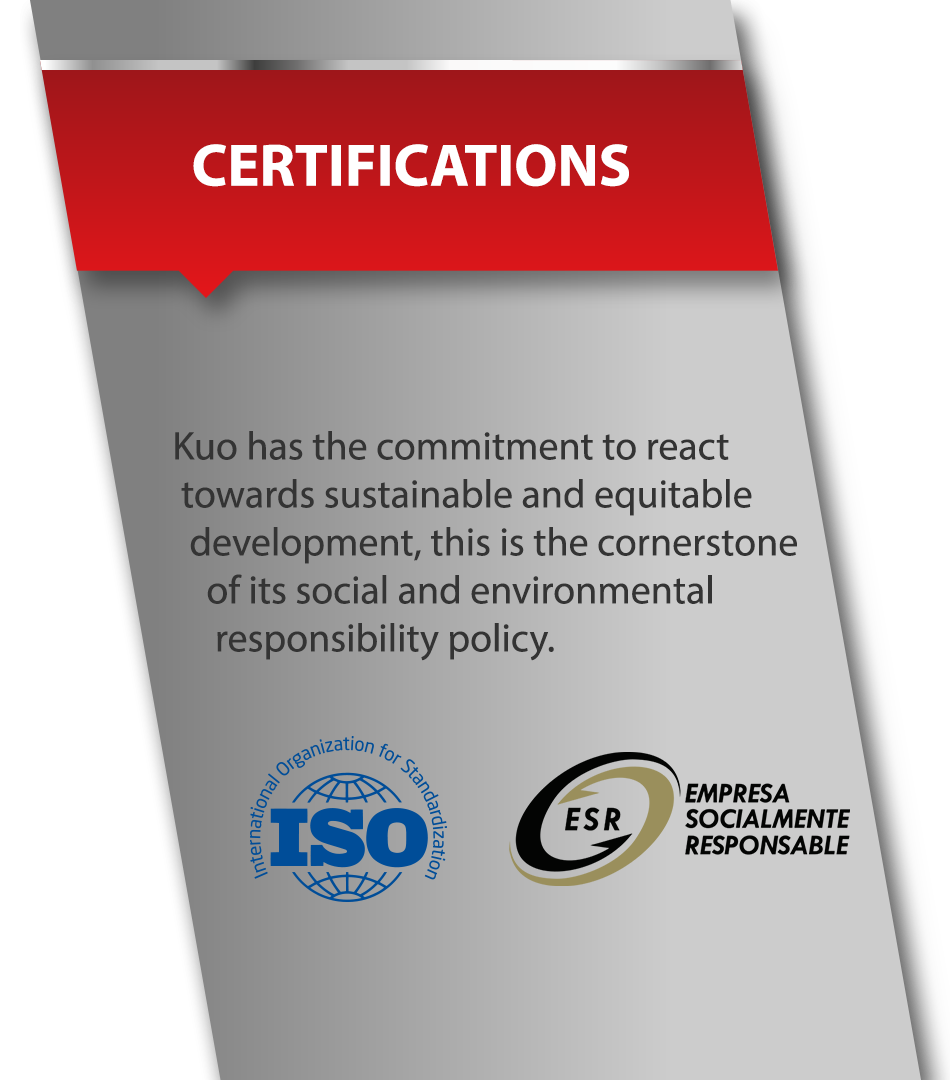 CERTIFICATIONS
Kuo has the commitment to react
towards sustainable and equitable
development, this is the cornerstone
of its social and environmental
responsibility policy.
International Organization for Standardization
ISO
ESR
EMPRESA
SOCIALMENTE
RESPONSABLE